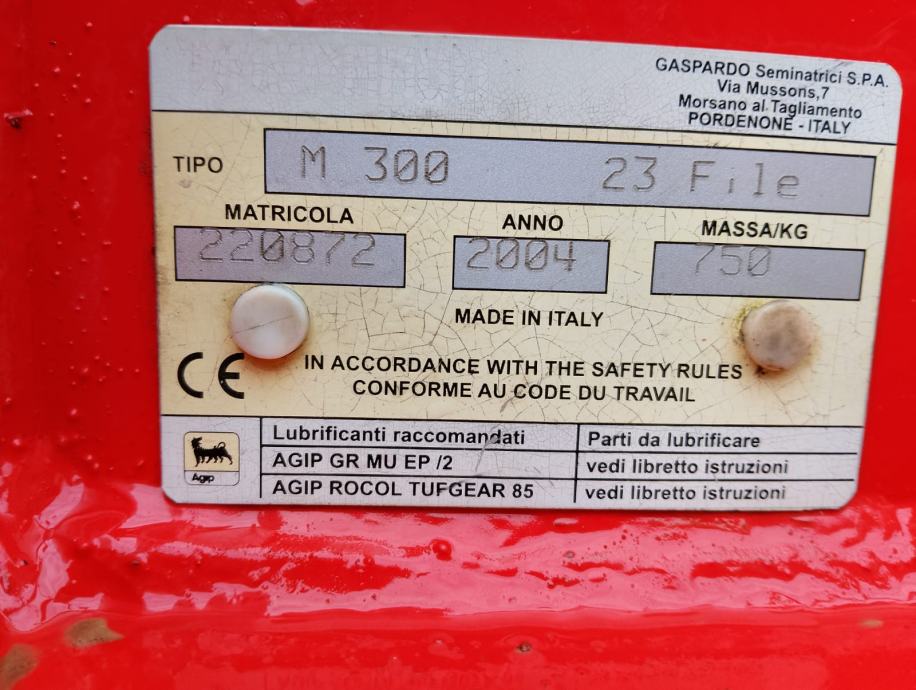 GASPARDO Seminatrici S.P.A.
Via Mussons,7
Morsano al Tagliamento
PORDENONE - ITALY
TIPO M 300 23 File
MATRICOLA ANNO MASSA/KG
220872 2004 750
MADE IN ITALY
CE IN ACCORDANCE WITH THE SAFETY RULES
CONFORME AU CODE DU TRAVAIL
Lubrificanti raccomandati Parti da lubrificare
AGIP GR MU EP /2 vedi libretto istruzioni
Agip AGIP ROCOL TUFGEAR 85 vedi libretto istruzioni